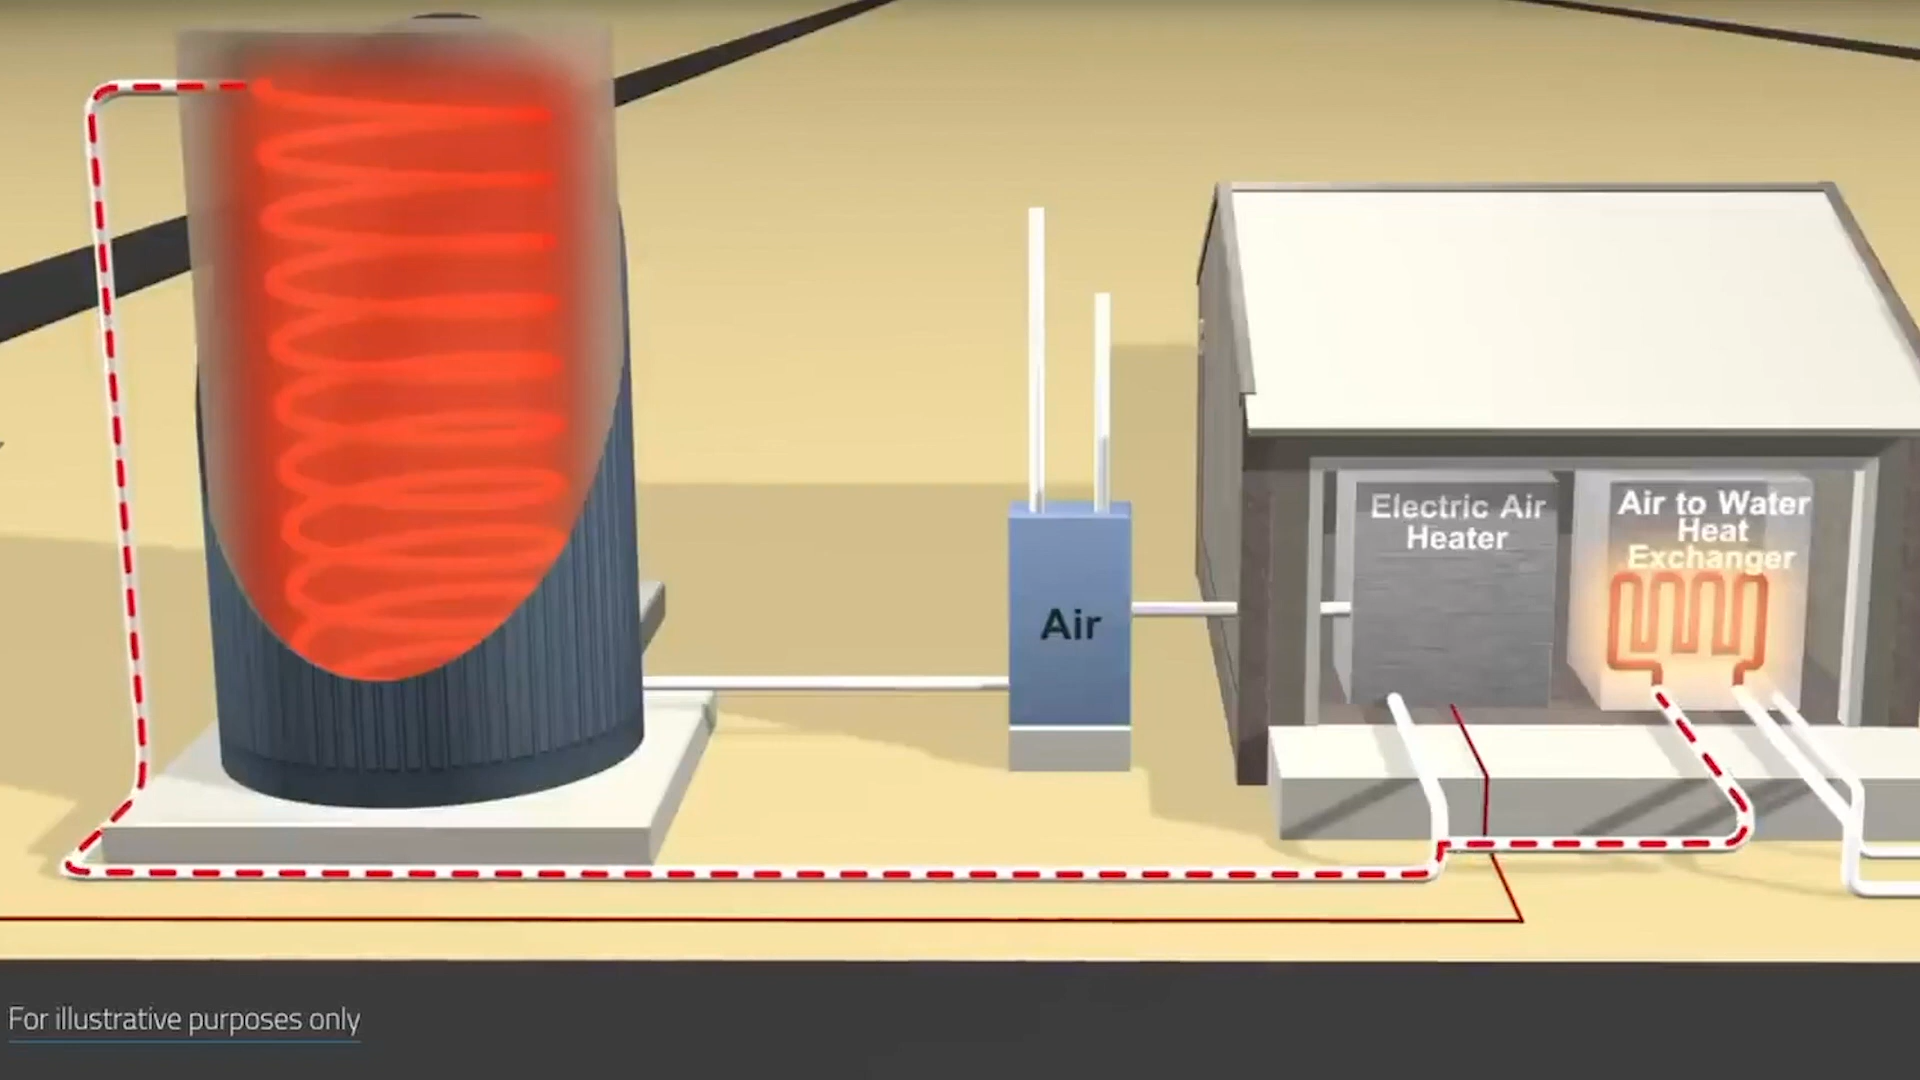 Electric Air
Heater
Air to Water
Heat
Exchanger
Air
For illustrative purposes only